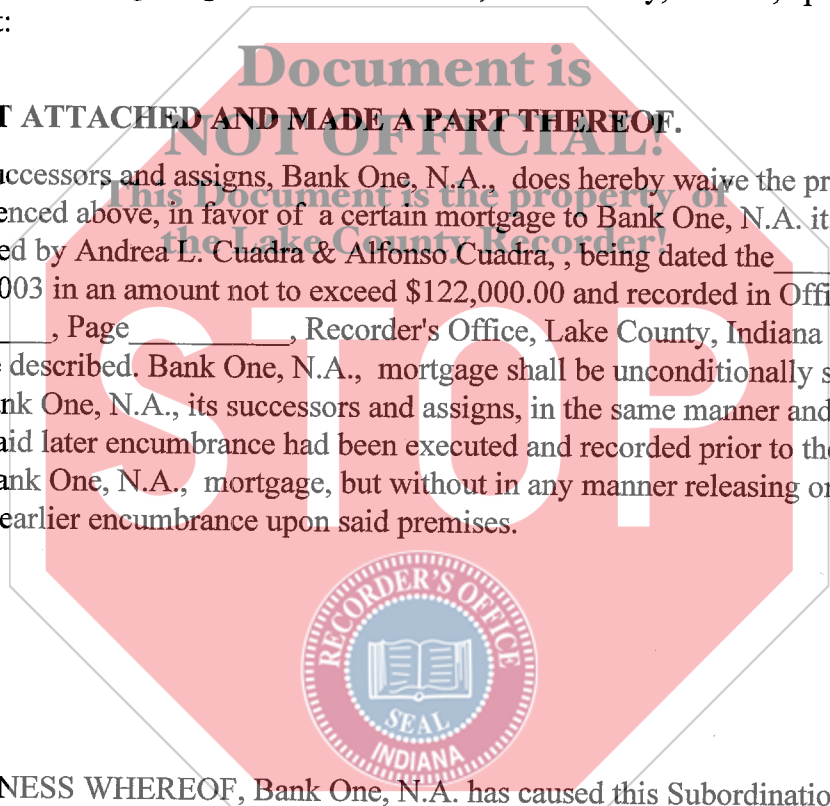 t:
Document is
T ATTACHED AND MADE A PART THEREOF.
NOT OFFICIAL!
uccessors and assigns, Bank One, N.A., does hereby waive the pr
This Document is the property of
enced above, in favor of a certain mortgage to Bank One, N.A. it
the Lake County Recorder!
ed by Andrea L. Cuadra & Alfonso Cuadra, , being dated the____
003 in an amount not to exceed $122,000.00 and recorded in Offi
____, Page__________, Recorder's Office, Lake County, Indiana
described. Bank One, N.A., mortgage shall be unconditionally s
nk One, N.A., its successors and assigns, in the same manner and
aid later encumbrance had been executed and recorded prior to the
ank One, N.A., mortgage, but without in any manner releasing or
earlier encumbrance upon said premises.
STOP
RECORDER'S OFFICE
SEAL
INDIANA
NESS WHEREOF, Bank One, N.A. has caused this Subordinatio